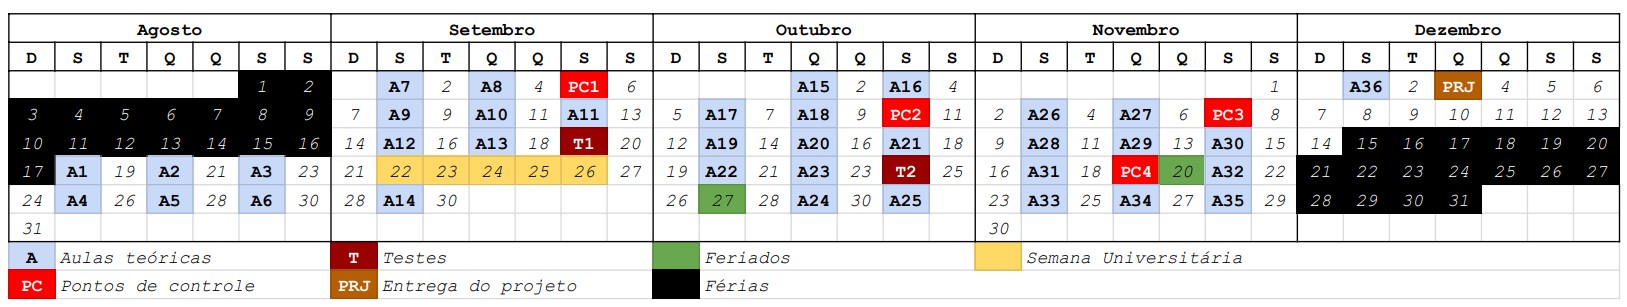 Agosto Setembro Outubro Novembro Dezembro
D S T Q Q S S D S T Q Q S S D S T Q Q S S D S T Q Q S S D S T Q Q S S
1 2 A7 2 A8 4 PC1 6 A15 2 A16 4 1 A36 2 PRJ 4 5 6
3 4 5 6 7 8 9 7 A9 9 A10 11 A11 13 5 A17 7 A18 9 PC2 11 2 A26 4 A27 6 PC3 8 7 8 9 10 11 12 13
10 11 12 13 14 15 16 14 A12 16 A13 18 T1 20 12 A19 14 A20 16 A21 18 9 A28 11 A29 13 A30 15 14 15 16 17 18 19 20
17 A1 19 A2 21 A3 23 21 22 23 24 25 26 27 19 A22 21 A23 23 T2 25 16 A31 18 PC4 20 A32 22 21 22 23 24 25 26 27
24 A4 26 A5 28 A6 30 28 A14 30 26 27 28 A24 30 A25 23 A33 25 A34 27 A35 29 28 29 30 31
31 30
A Aulas teóricas T Testes Feriados Semana Universitária
PC Pontos de controle PRJ Entrega do projeto Férias